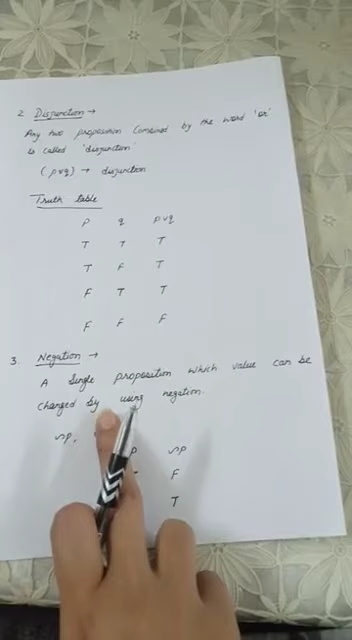 2. Disjunction →
Any two proposition combined by the word 'or'
is called 'disjunction'
(p v q) → disjunction
Truth table
p q p v q
T T T
T F T
F T T
F F F
3. Negation →
A Single proposition which value can be
changed by using negation.
~p,
p ~p
F
T